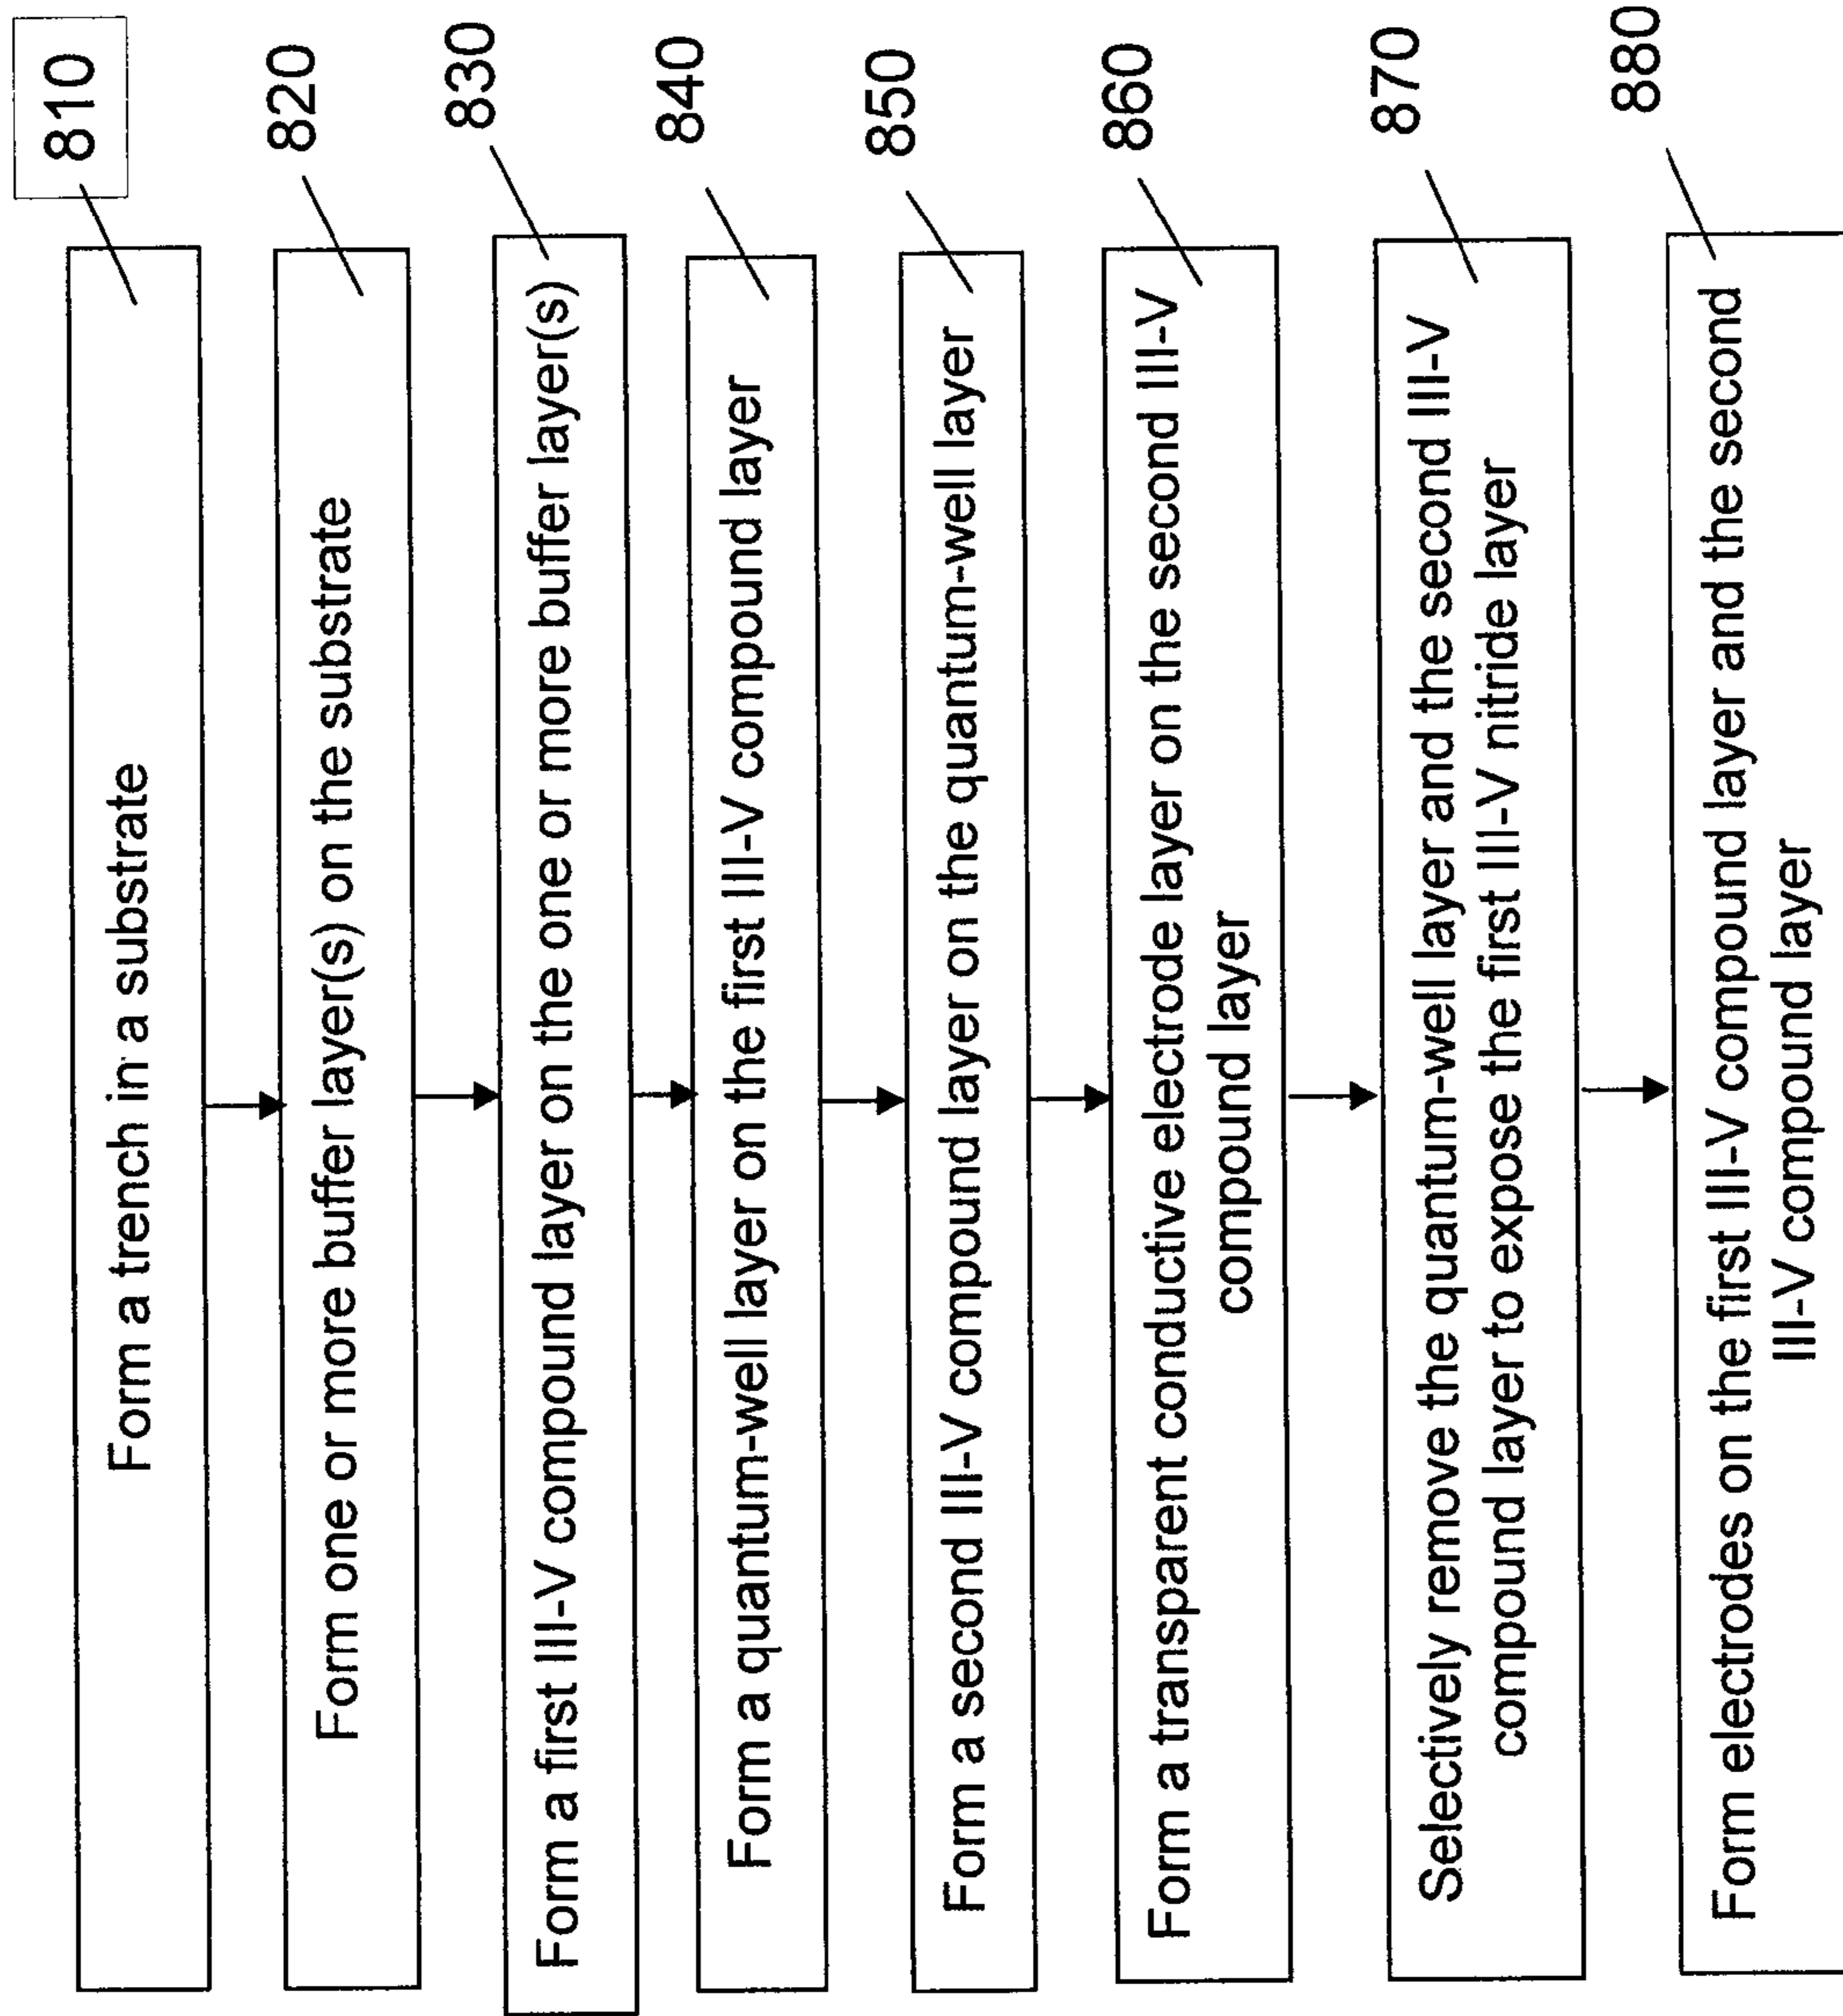 810
Form a trench in a substrate
820
Form one or more buffer layer(s) on the substrate
830
Form a first III-V compound layer on the one or more buffer layer(s)
840
Form a quantum-well layer on the first III-V compound layer
850
Form a second III-V compound layer on the quantum-well layer
860
Form a transparent conductive electrode layer on the second III-V
compound layer
870
Selectively remove the quantum-well layer and the second III-V
compound layer to expose the first III-V nitride layer
880
Form electrodes on the first III-V compound layer and the second
III-V compound layer